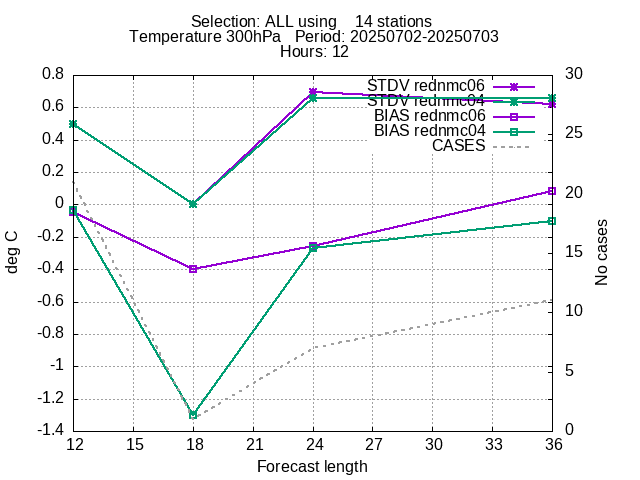 Selection: ALL using    14 stations
Temperature 300hPa   Period: 20250702-20250703
Hours: 12
0.8
0.6
0.4
0.2
0
-0.2
-0.4
-0.6
-0.8
-1
-1.2
-1.4
deg C
STDV rednmc06
STDV rednmc04
BIAS rednmc06
BIAS rednmc04
CASES
30
25
20
15
10
5
0
No cases
12 15 18 21 24 27 30 33 36
Forecast length